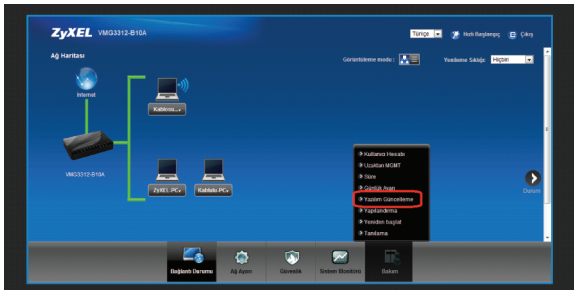 ZyXEL VMG3312-B10A
Türkçe Hızlı Başlangıç Çıkış
Ağ Haritası
Görüntüleme modu : Yenileme Sıklığı: Hiçbiri
Internet
Kablosu...
VMG3312-B10A
ZyXEL-PC Kablolu-PC
Kullanıcı Hesabı
Uzaktan MGMT
Süre
Günlük Ayarı
Yazılım Güncelleme
Yapılandırma
Yeniden başlat
Tanılama
Durum
Bağlantı Durumu Ağ Ayarı Güvenlik Sistem Monitörü Bakım